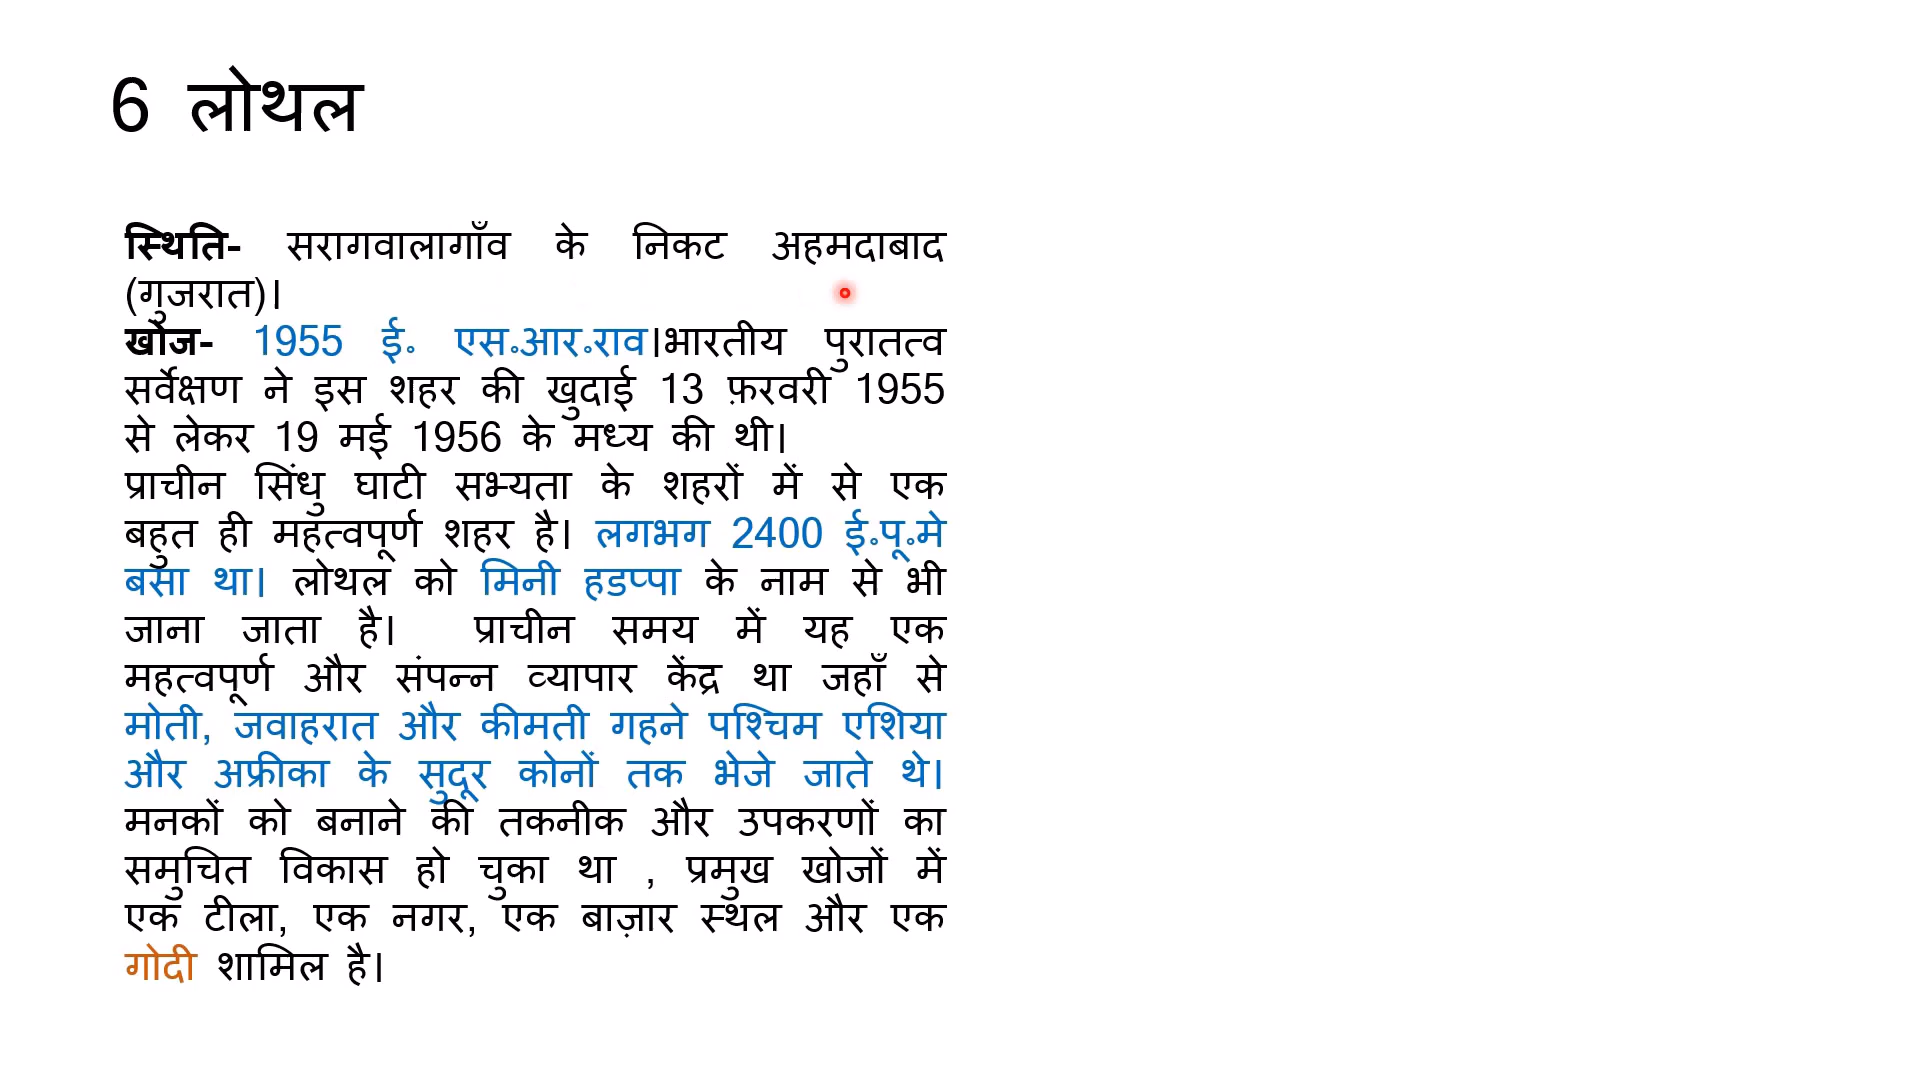 6 लोथल
स्थिति- सरागवालागाँव के निकट अहमदाबाद
(गुजरात)।
खोज- 1955 ई॰ एस॰आर॰राव।भारतीय पुरातत्व
सर्वेक्षण ने इस शहर की खुदाई 13 फ़रवरी 1955
से लेकर 19 मई 1956 के मध्य की थी।
प्राचीन सिंधु घाटी सभ्यता के शहरों में से एक
बहुत ही महत्वपूर्ण शहर है। लगभग 2400 ई॰पू॰मे
बसा था। लोथल को मिनी हडप्पा के नाम से भी
जाना जाता है। प्राचीन समय में यह एक
महत्वपूर्ण और संपन्न व्यापार केंद्र था जहाँ से
मोती, जवाहरात और कीमती गहने पश्चिम एशिया
और अफ्रीका के सुदूर कोनों तक भेजे जाते थे।
मनकों को बनाने की तकनीक और उपकरणों का
समुचित विकास हो चुका था , प्रमुख खोजों में
एक टीला, एक नगर, एक बाज़ार स्थल और एक
गोदी शामिल है।